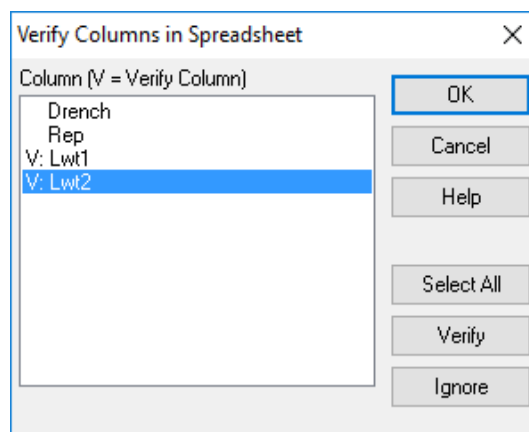 Verify Columns in Spreadsheet
Column (V = Verify Column)
Drench
Rep
V: Lwt1
V: Lwt2
OK
Cancel
Help
Select All
Verify
Ignore